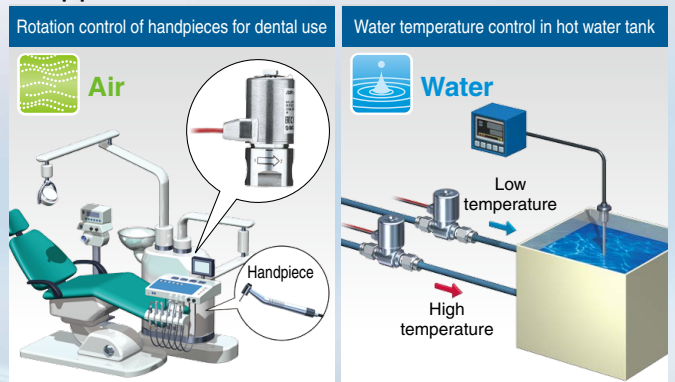 Rotation control of handpieces for dental use
Air
Handpiece
Water temperature control in hot water tank
Water
Low
temperature
High
temperature